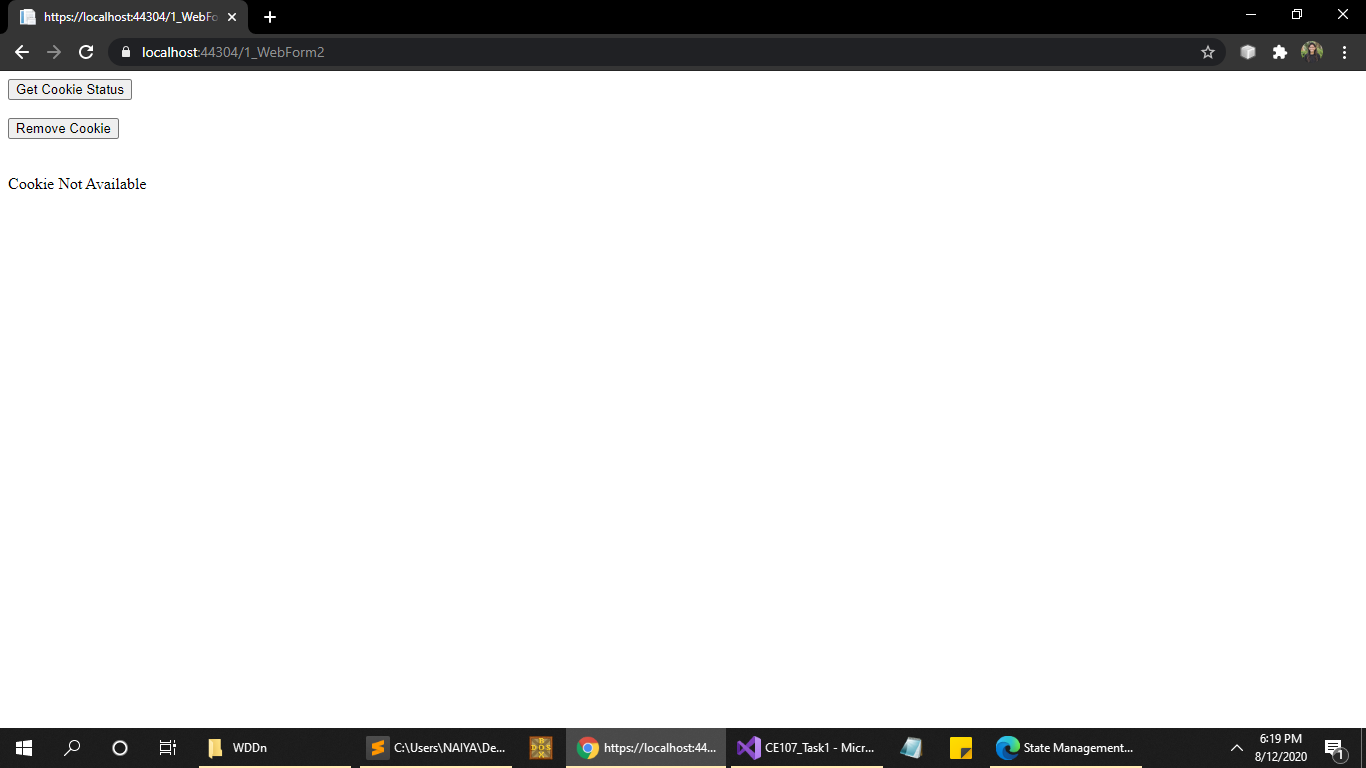 https://localhost:44304/1_WebFo
localhost:44304/1_WebForm2
Get Cookie Status
Remove Cookie
Cookie Not Available
WDDn
C:\Users\NAIYA\De...
DOS
https://localhost:44...
CE107_Task1 - Micr...
State Management...
6:19 PM
8/12/2020
1